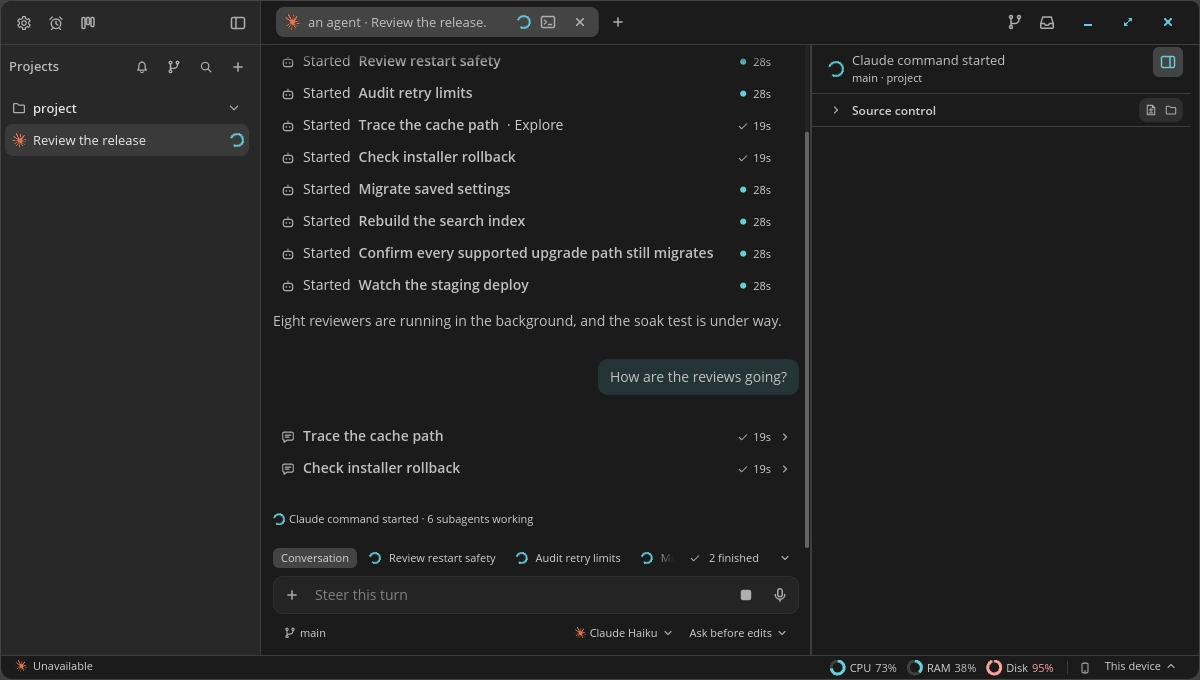 an agent · Review the release.
Projects
project
Review the release
Started Review restart safety 28s
Started Audit retry limits 28s
Started Trace the cache path · Explore 19s
Started Check installer rollback 19s
Started Migrate saved settings 28s
Started Rebuild the search index 28s
Started Confirm every supported upgrade path still migrates 28s
Started Watch the staging deploy 28s
Eight reviewers are running in the background, and the soak test is under way.
How are the reviews going?
Trace the cache path 19s
Check installer rollback 19s
Claude command started · 6 subagents working
Conversation Review restart safety Audit retry limits 2 finished
Steer this turn
main Claude Haiku Ask before edits
Claude command started
main · project
Source control
Unavailable CPU 73% RAM 38% Disk 95% This device